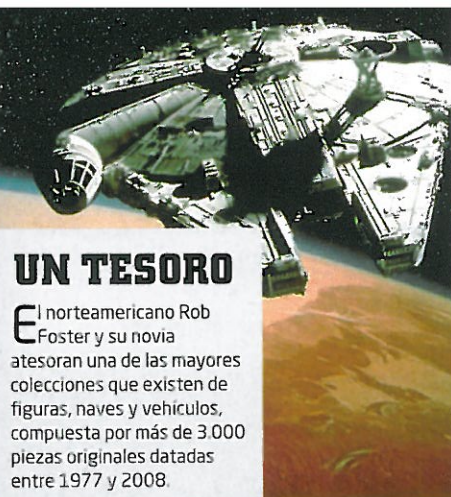 UN TESORO
El norteamericano Rob
Foster y su novia
atesoran una de las mayores
colecciones que existen de
figuras, naves y vehículos,
compuesta por más de 3.000
piezas originales datadas
entre 1977 y 2008.